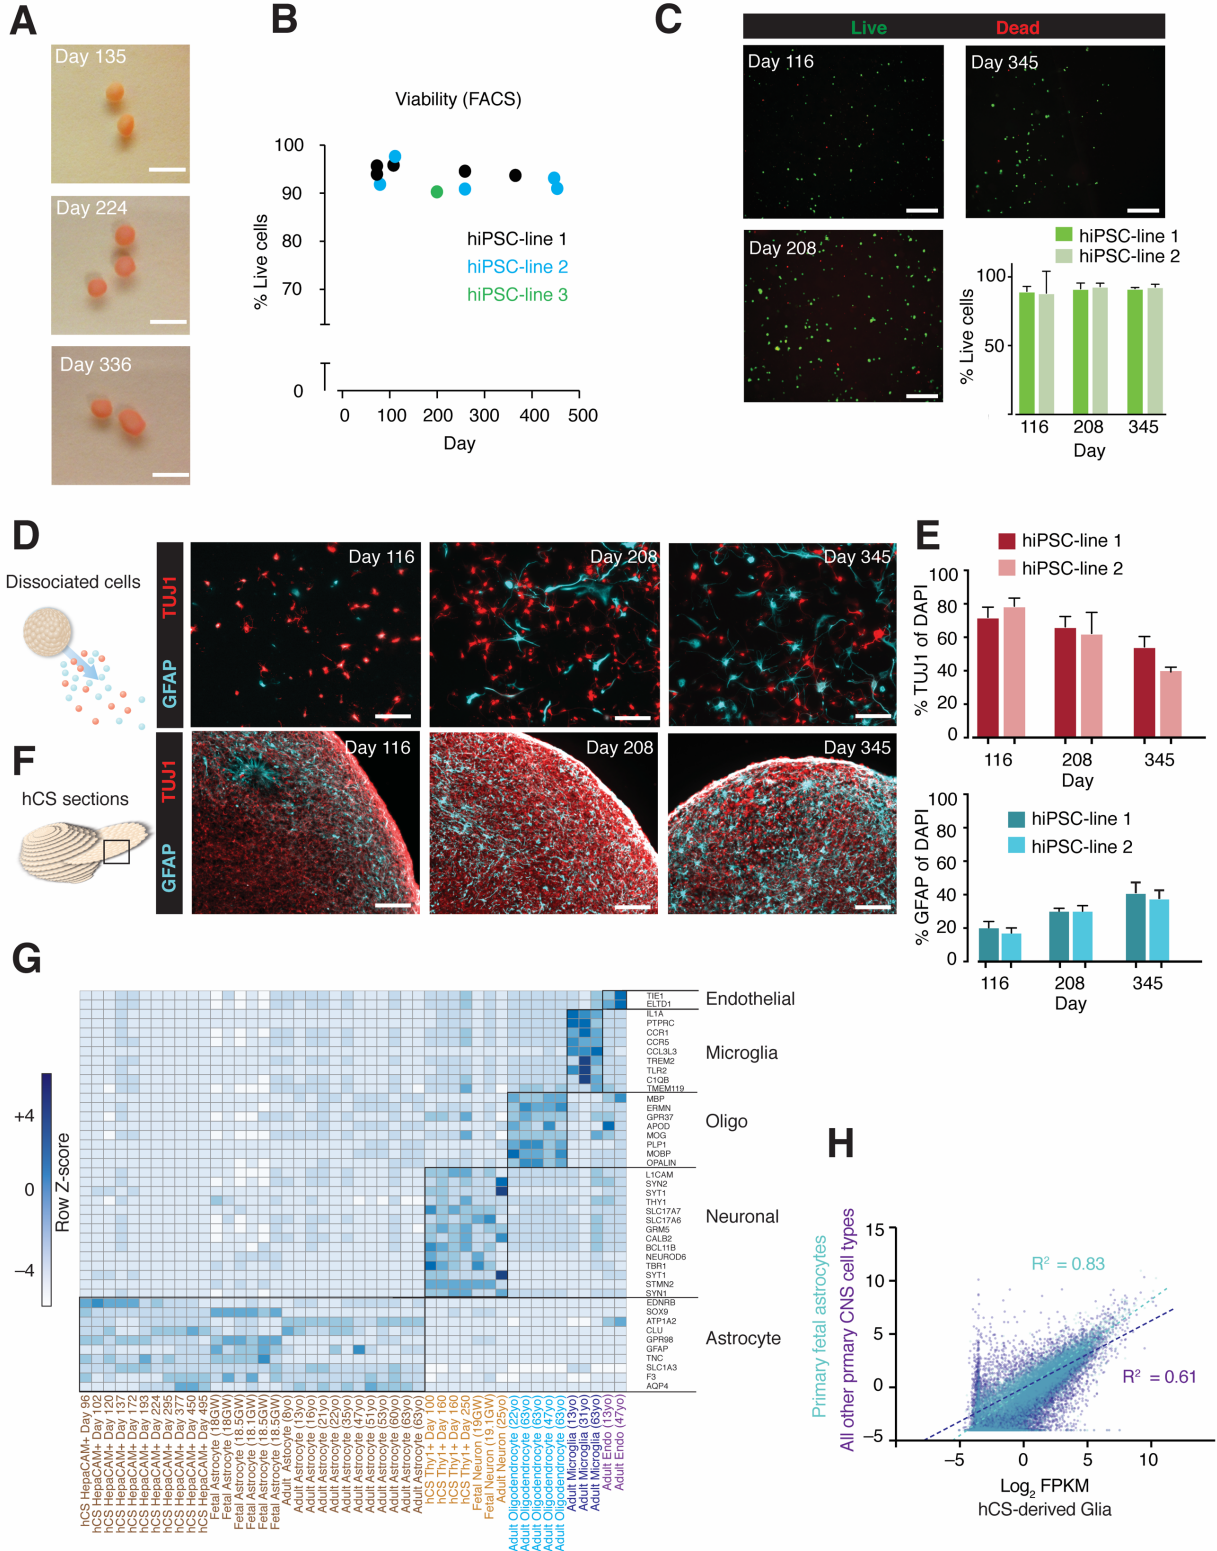 A
Day 135
Day 224
Day 336
B
Viability (FACS)
100
90
80
70
0
% Live cells
hiPSC-line 1
hiPSC-line 2
hiPSC-line 3
0 100 200 300 400 500
Day
C
Live Dead
Day 116
Day 345
Day 208
hiPSC-line 1
hiPSC-line 2
100
50
% Live cells
116 208 345
Day
D
Dissociated cells
GFAP TUJ1
Day 116
Day 208
Day 345
E
hiPSC-line 1
hiPSC-line 2
100
80
60
40
20
0
% TUJ1 of DAPI
116 208 345
Day
F
hCS sections
GFAP TUJ1
Day 116
Day 208
Day 345
100
80
60
40
20
0
% GFAP of DAPI
hiPSC-line 1
hiPSC-line 2
116 208 345
Day
G
+4
0
–4
Row Z-score
TIE1
ELTD1
IL1A
PTPRC
CCR1
CCR5
CCL3L3
TREM2
TLR2
C1QB
TMEM119
MBP
ERMN
GPR37
APOD
MOG
PLP1
MOBP
OPALIN
L1CAM
SYN2
SYT1
THY1
SLC17A7
SLC17A6
GRM5
CALB2
BCL11B
NEUROD6
TBR1
SYT1
STMN2
SYN1
EDNRB
SOX9
ATP1A2
CLU
GPR98
GFAP
TNC
SLC1A3
F3
AQP4
Endothelial
Microglia
Oligo
Neuronal
Astrocyte
hCS HepaCAM+ Day 96
hCS HepaCAM+ Day 102
hCS HepaCAM+ Day 120
hCS HepaCAM+ Day 137
hCS HepaCAM+ Day 172
hCS HepaCAM+ Day 193
hCS HepaCAM+ Day 224
hCS HepaCAM+ Day 295
hCS HepaCAM+ Day 377
hCS HepaCAM+ Day 450
hCS HepaCAM+ Day 495
Fetal Astrocyte (18GW)
Fetal Astrocyte (18GW)
Fetal Astrocyte (18.5GW)
Fetal Astrocyte (18.1GW)
Fetal Astrocyte (18.5GW)
Fetal Astrocyte (18.5GW)
Adult Astrocyte (8yo)
Adult Astrocyte (13yo)
Adult Astrocyte (16yo)
Adult Astrocyte (21yo)
Adult Astrocyte (22yo)
Adult Astrocyte (35yo)
Adult Astrocyte (47yo)
Adult Astrocyte (51yo)
Adult Astrocyte (53yo)
Adult Astrocyte (60yo)
Adult Astrocyte (63yo)
Adult Astrocyte (63yo)
hCS Thy1+ Day 100
hCS Thy1+ Day 160
hCS Thy1+ Day 160
hCS Thy1+ Day 250
Fetal Neuron (19GW)
Fetal Neuron (19.1GW)
Adult Neuron (25yo)
Adult Oligodendrocyte (22yo)
Adult Oligodendrocyte (63yo)
Adult Oligodendrocyte (63yo)
Adult Oligodendrocyte (47yo)
Adult Oligodendrocyte (63yo)
Adult Microglia (13yo)
Adult Microglia (31yo)
Adult Microglia (63yo)
Adult Endo (13yo)
Adult Endo (47yo)
H
Primary fetal astrocytes
All other primary CNS cell types
15
10
5
0
–5
R² = 0.83
R² = 0.61
–5 0 5 10
Log₂ FPKM
hCS-derived Glia